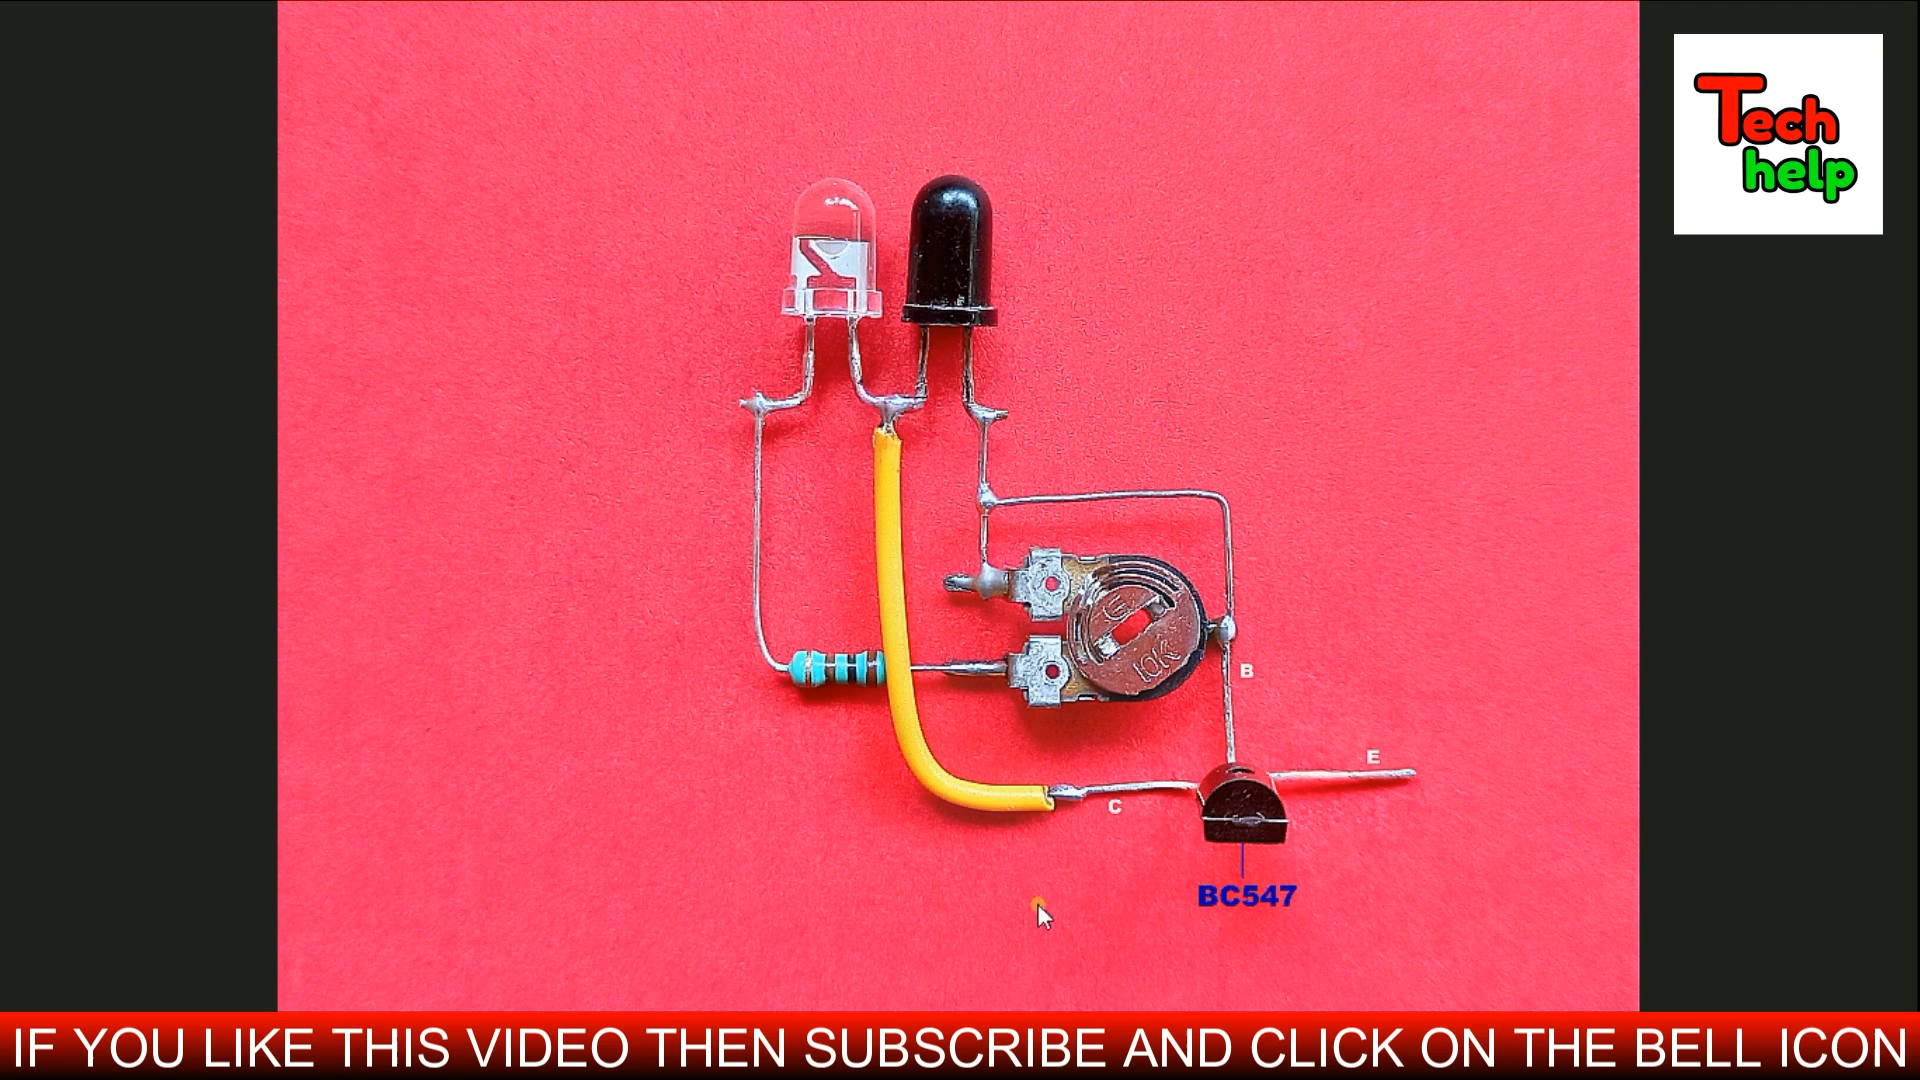 Tech
help
10K
B
E
C
BC547
IF YOU LIKE THIS VIDEO THEN SUBSCRIBE AND CLICK ON THE BELL ICON